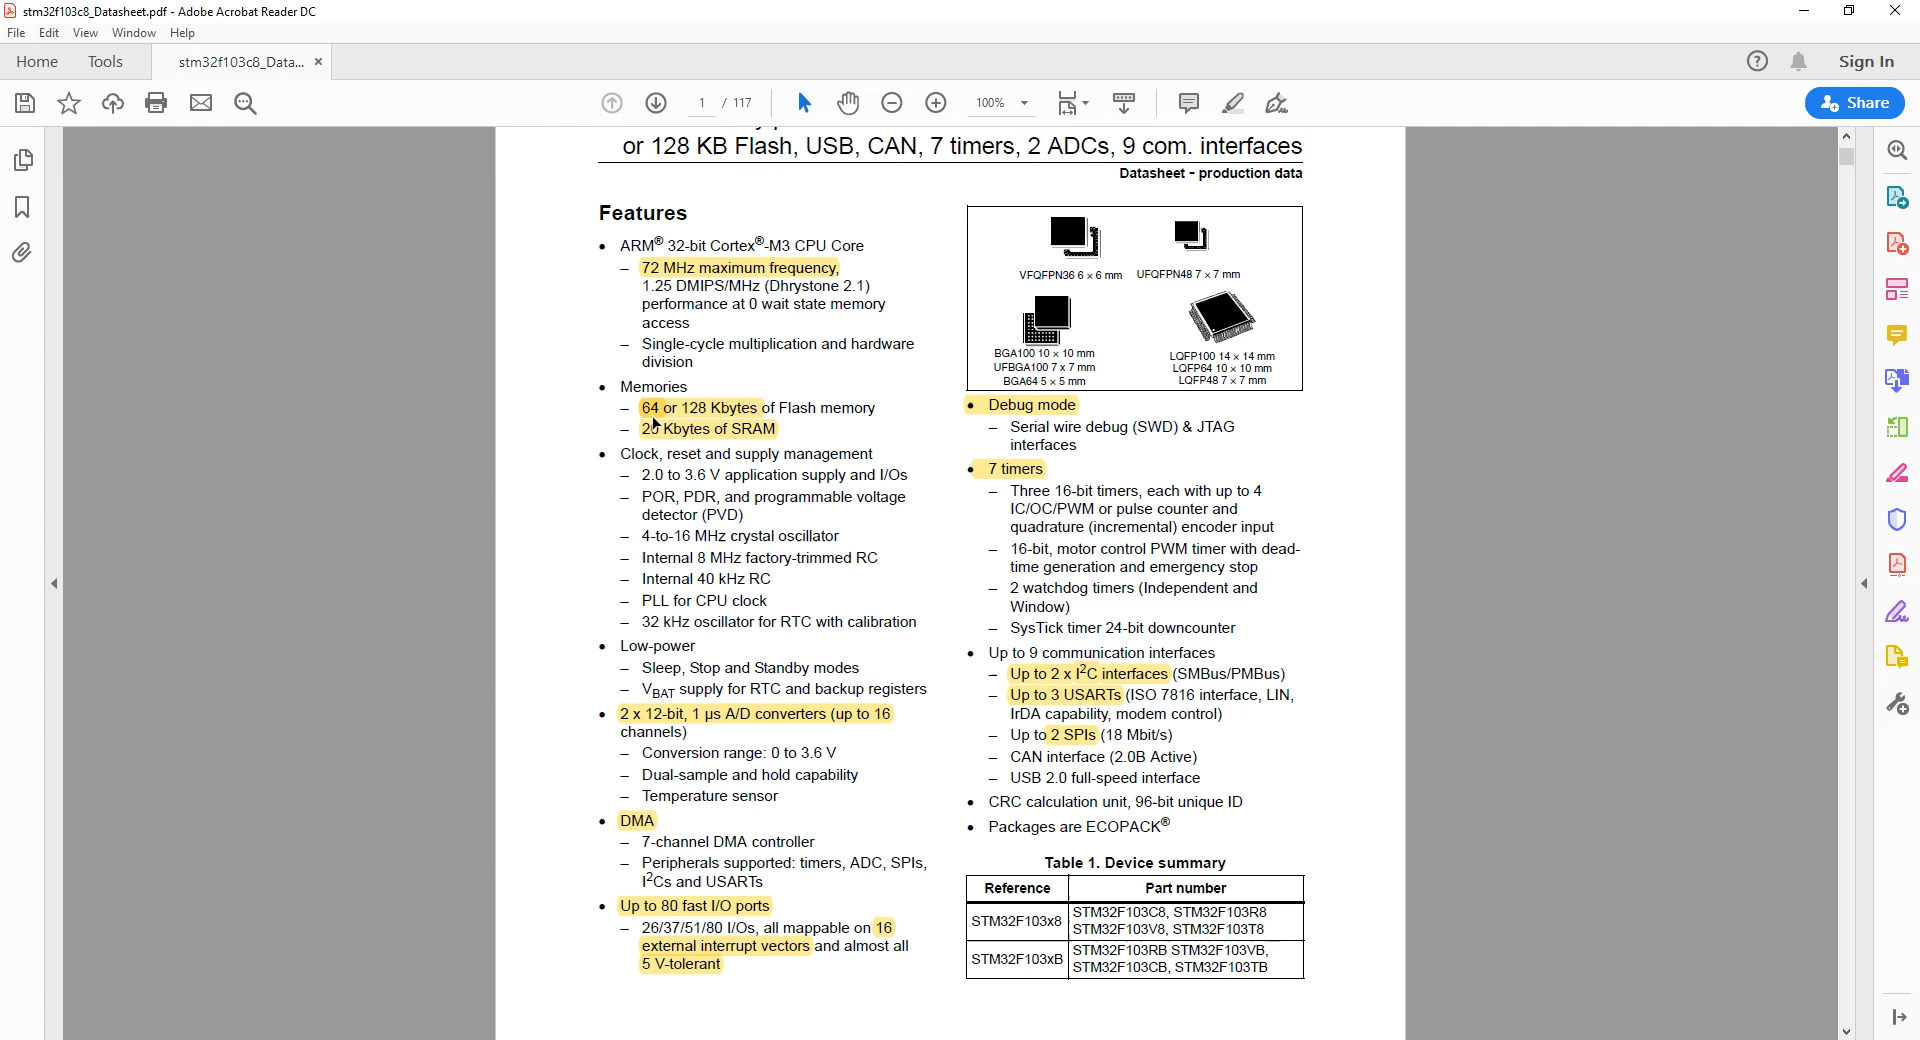 stm32f103c8_Datasheet.pdf - Adobe Acrobat Reader DC
File Edit View Window Help
Home Tools stm32f103c8_Data... × Sign In
1 / 117 100% Share
or 128 KB Flash, USB, CAN, 7 timers, 2 ADCs, 9 com. interfaces
Datasheet - production data
Features
• ARM® 32-bit Cortex®-M3 CPU Core
– 72 MHz maximum frequency,
1.25 DMIPS/MHz (Dhrystone 2.1)
performance at 0 wait state memory
access
– Single-cycle multiplication and hardware
division
• Memories
– 64 or 128 Kbytes of Flash memory
– 20 Kbytes of SRAM
• Clock, reset and supply management
– 2.0 to 3.6 V application supply and I/Os
– POR, PDR, and programmable voltage
detector (PVD)
– 4-to-16 MHz crystal oscillator
– Internal 8 MHz factory-trimmed RC
– Internal 40 kHz RC
– PLL for CPU clock
– 32 kHz oscillator for RTC with calibration
• Low-power
– Sleep, Stop and Standby modes
– VBAT supply for RTC and backup registers
• 2 x 12-bit, 1 µs A/D converters (up to 16
channels)
– Conversion range: 0 to 3.6 V
– Dual-sample and hold capability
– Temperature sensor
• DMA
– 7-channel DMA controller
– Peripherals supported: timers, ADC, SPIs,
I²Cs and USARTs
• Up to 80 fast I/O ports
– 26/37/51/80 I/Os, all mappable on 16
external interrupt vectors and almost all
5 V-tolerant
VFQFPN36 6 × 6 mm UFQFPN48 7 × 7 mm
BGA100 10 × 10 mm
UFBGA100 7 x 7 mm
BGA64 5 × 5 mm
LQFP100 14 × 14 mm
LQFP64 10 × 10 mm
LQFP48 7 × 7 mm
• Debug mode
– Serial wire debug (SWD) & JTAG
interfaces
• 7 timers
– Three 16-bit timers, each with up to 4
IC/OC/PWM or pulse counter and
quadrature (incremental) encoder input
– 16-bit, motor control PWM timer with dead-
time generation and emergency stop
– 2 watchdog timers (Independent and
Window)
– SysTick timer 24-bit downcounter
• Up to 9 communication interfaces
– Up to 2 x I²C interfaces (SMBus/PMBus)
– Up to 3 USARTs (ISO 7816 interface, LIN,
IrDA capability, modem control)
– Up to 2 SPIs (18 Mbit/s)
– CAN interface (2.0B Active)
– USB 2.0 full-speed interface
• CRC calculation unit, 96-bit unique ID
• Packages are ECOPACK®
Table 1. Device summary
Reference Part number
STM32F103x8 STM32F103C8, STM32F103R8
STM32F103V8, STM32F103T8
STM32F103xB STM32F103RB STM32F103VB,
STM32F103CB, STM32F103TB